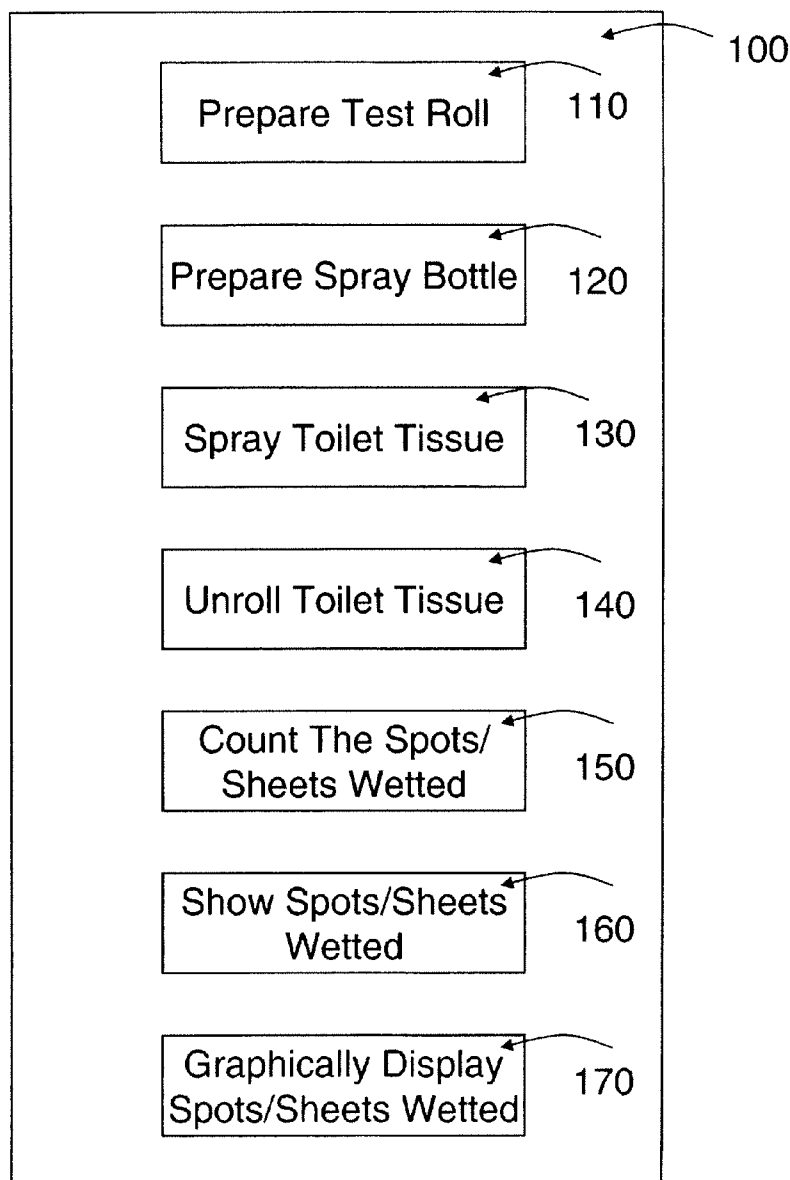 100
Prepare Test Roll
110
Prepare Spray Bottle
120
Spray Toilet Tissue
130
Unroll Toilet Tissue
140
Count The Spots/
Sheets Wetted
150
Show Spots/Sheets
Wetted
160
Graphically Display
Spots/Sheets Wetted
170